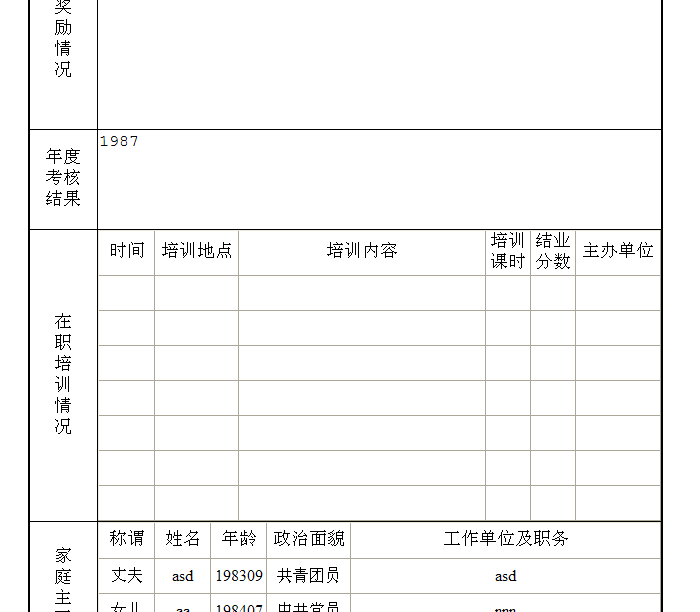 奖
励
情
况
年度
考核
结果
1987
在
职
培
训
情
况
时间 培训地点 培训内容 培训课时 结业分数 主办单位
家
庭
主
称谓 姓名 年龄 政治面貌 工作单位及职务
丈夫 asd 198309 共青团员 asd
女儿 aa 198407 中共党员 nnn